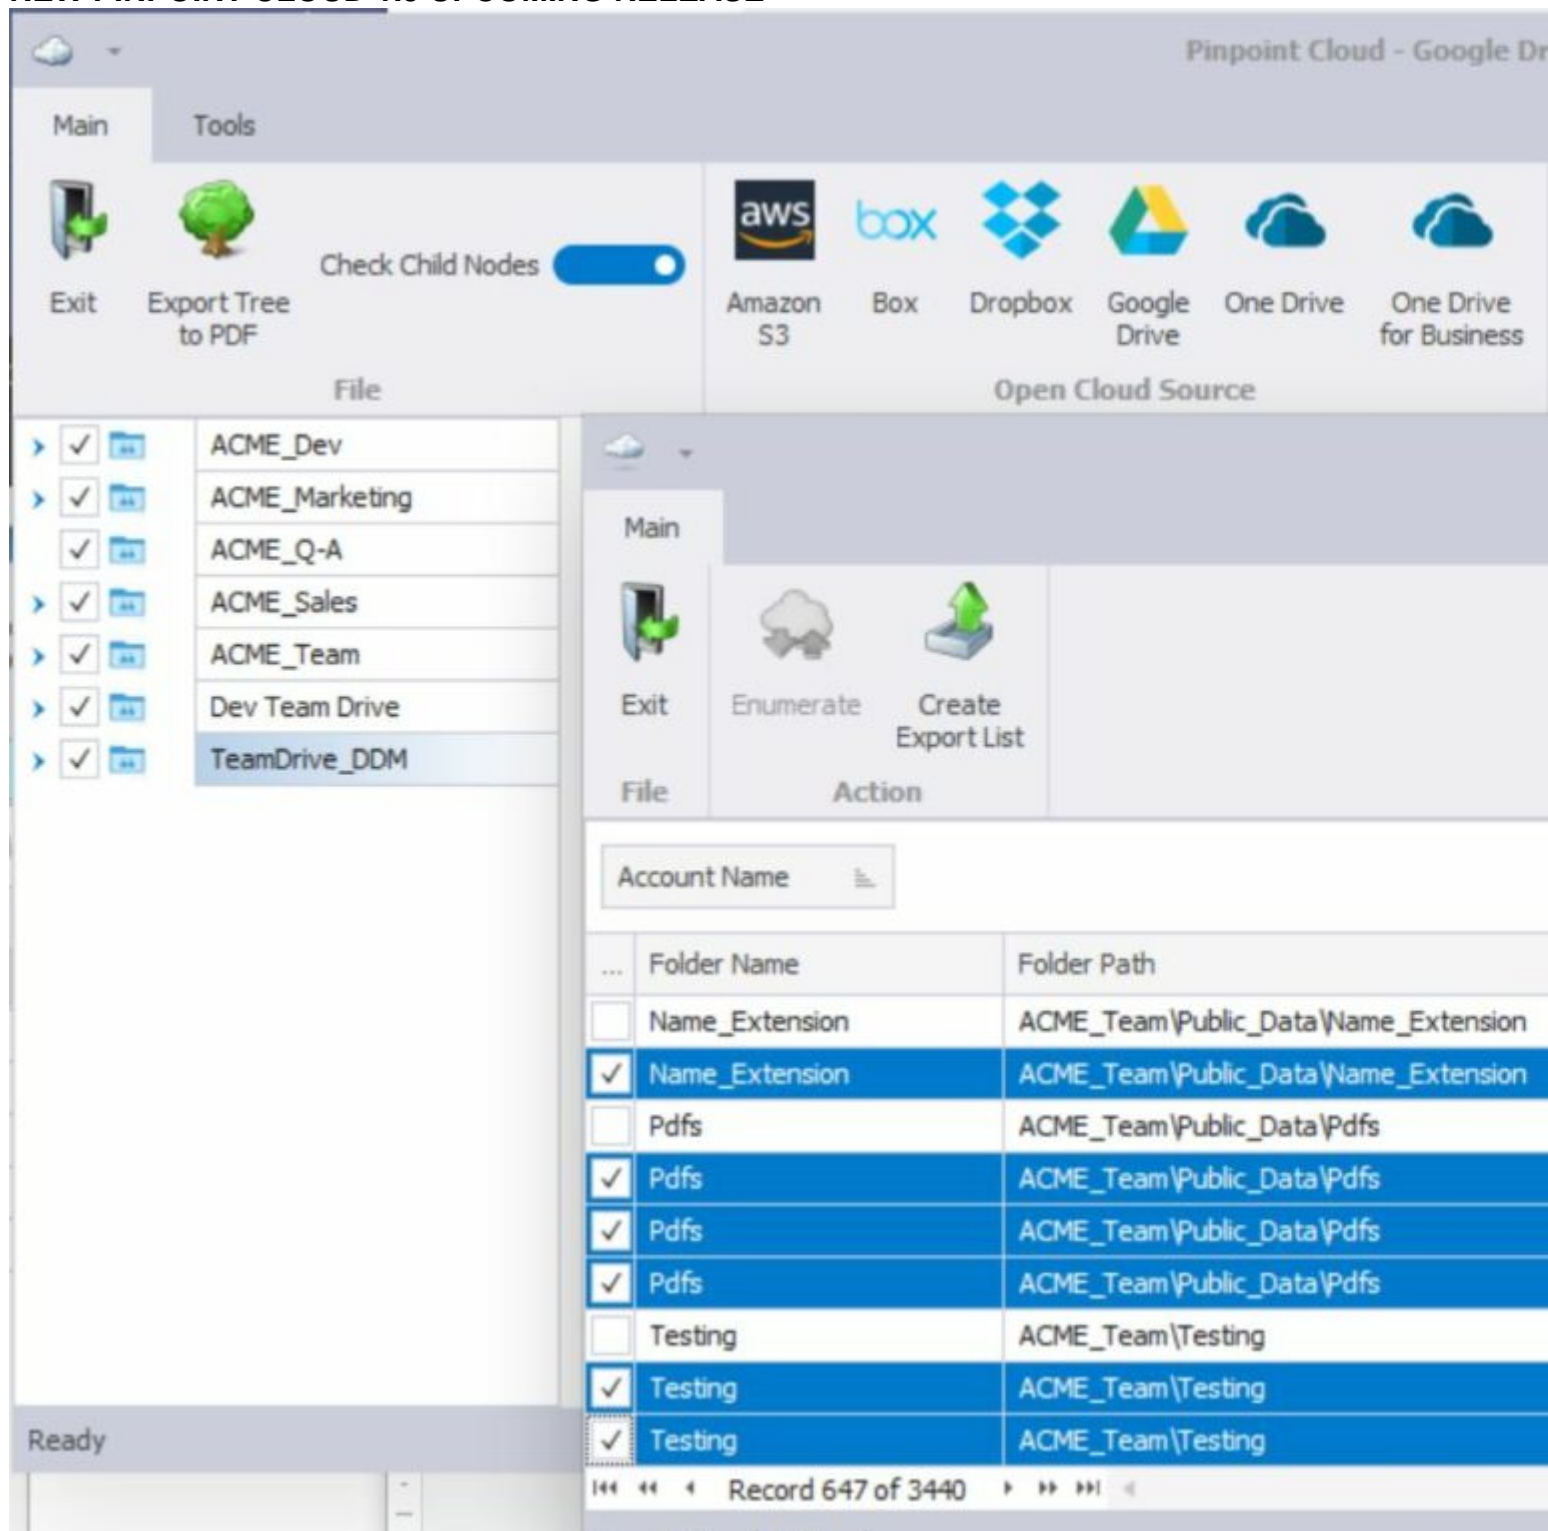 Pinpoint Cloud - Google Dr
Main Tools
aws box
Check Child Nodes
Exit Export Tree to PDF
Amazon S3 Box Dropbox Google Drive One Drive One Drive for Business
File Open Cloud Source
ACME_Dev
ACME_Marketing
ACME_Q-A
ACME_Sales
ACME_Team
Dev Team Drive
TeamDrive_DDM
Main
Exit Enumerate Create Export List
File Action
Account Name
... Folder Name Folder Path
Name_Extension ACME_Team\Public_Data\Name_Extension
Name_Extension ACME_Team\Public_Data\Name_Extension
Pdfs ACME_Team\Public_Data\Pdfs
Pdfs ACME_Team\Public_Data\Pdfs
Pdfs ACME_Team\Public_Data\Pdfs
Pdfs ACME_Team\Public_Data\Pdfs
Testing ACME_Team\Testing
Testing ACME_Team\Testing
Testing ACME_Team\Testing
Ready
Record 647 of 3440